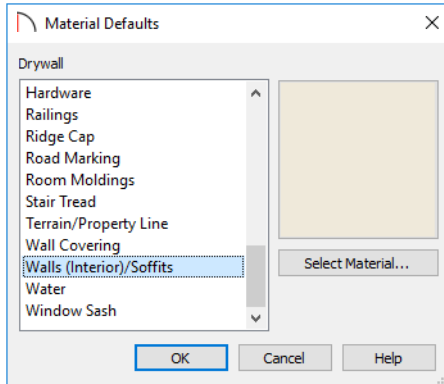 Material Defaults
Drywall
Hardware
Railings
Ridge Cap
Road Marking
Room Moldings
Stair Tread
Terrain/Property Line
Wall Covering
Walls (Interior)/Soffits
Water
Window Sash
Select Material...
OK
Cancel
Help